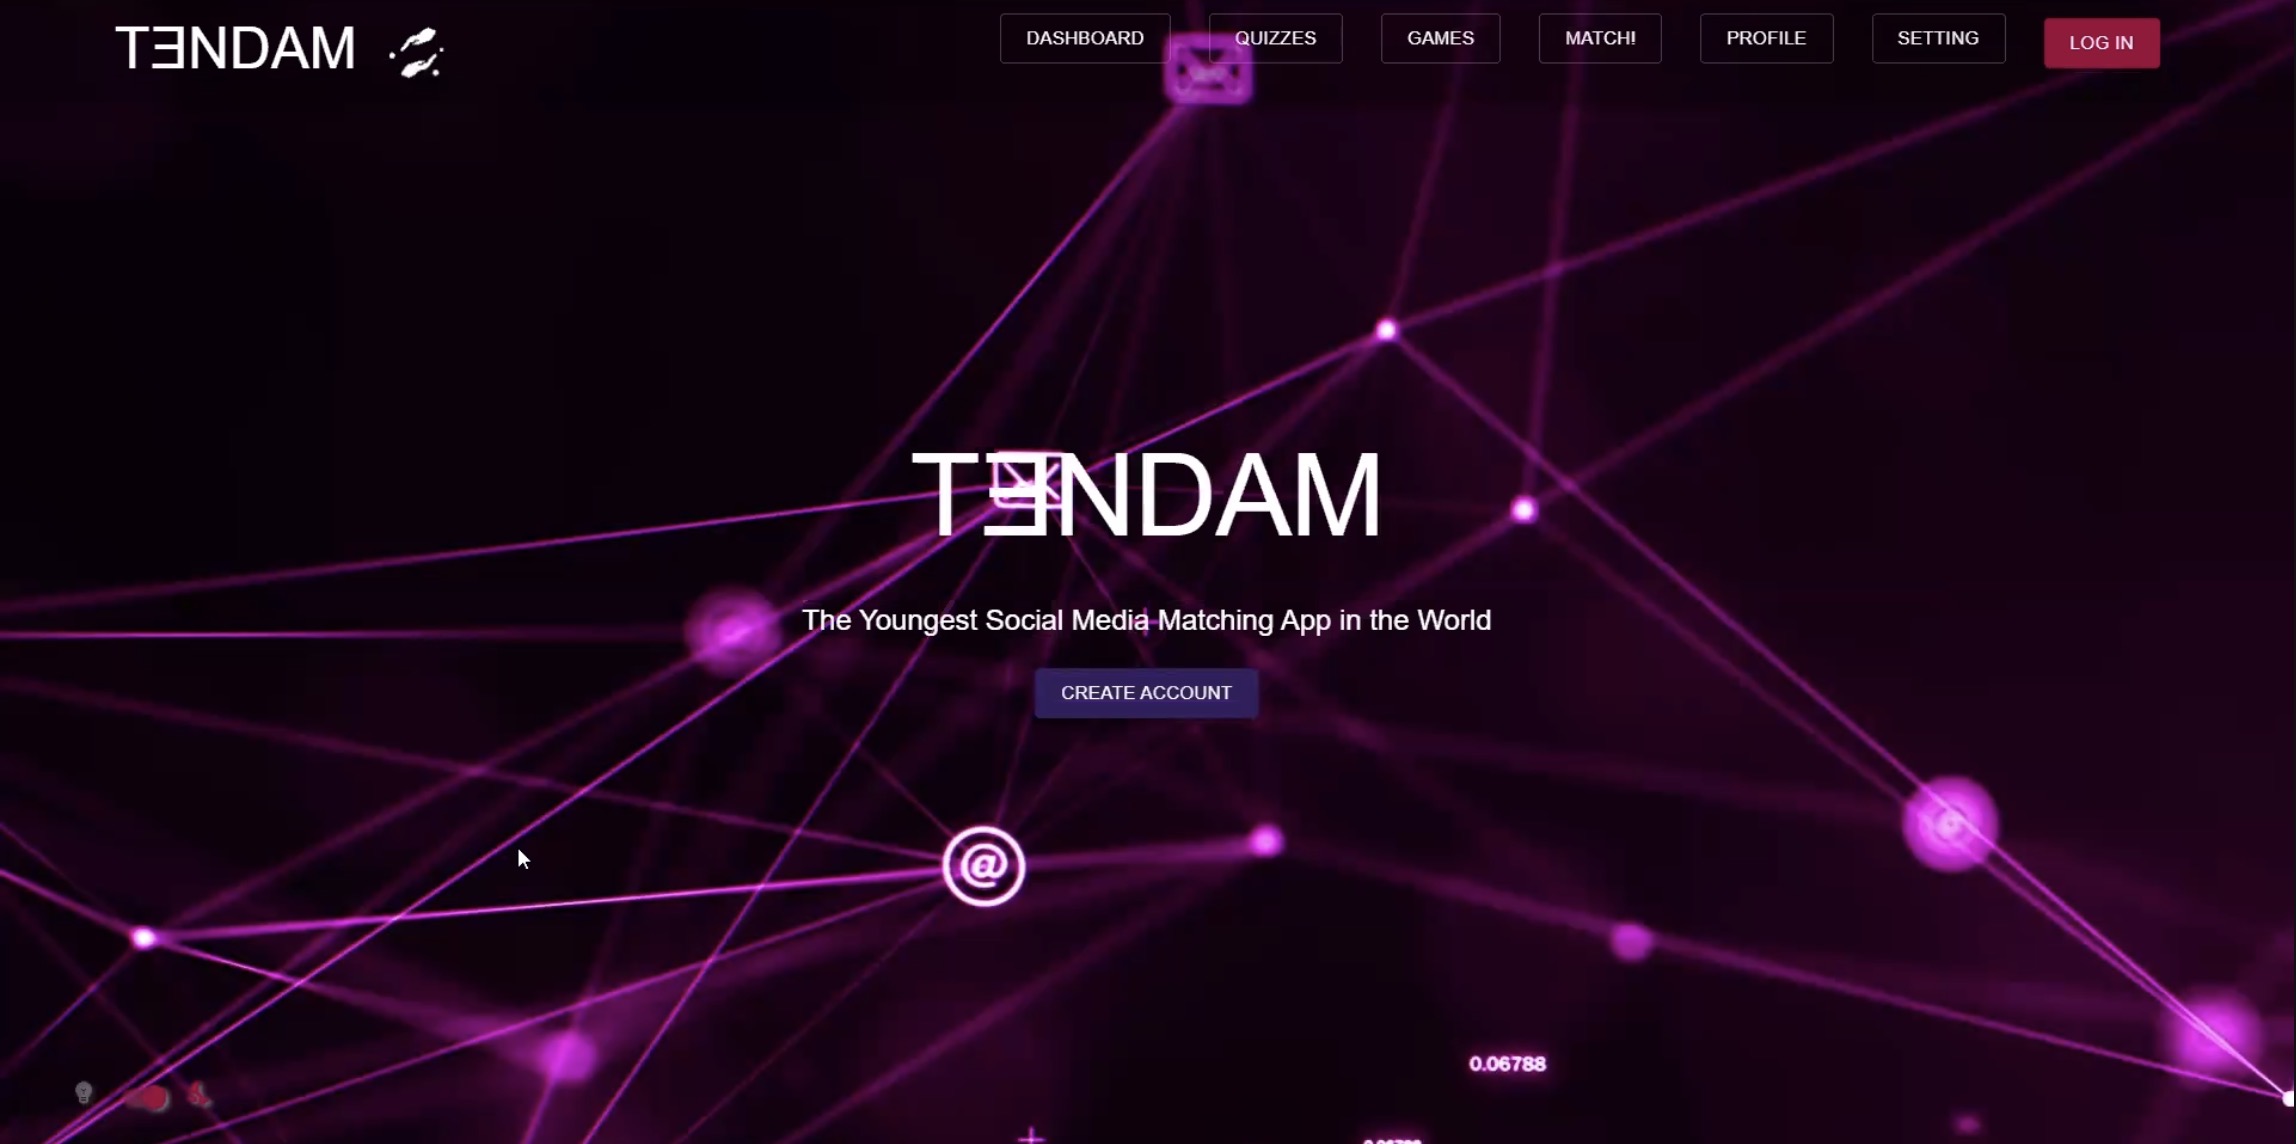 TƎNDAM
DASHBOARD
QUIZZES
GAMES
MATCH!
PROFILE
SETTING
LOG IN
TƎNDAM
The Youngest Social Media Matching App in the World
CREATE ACCOUNT
@
0.06788